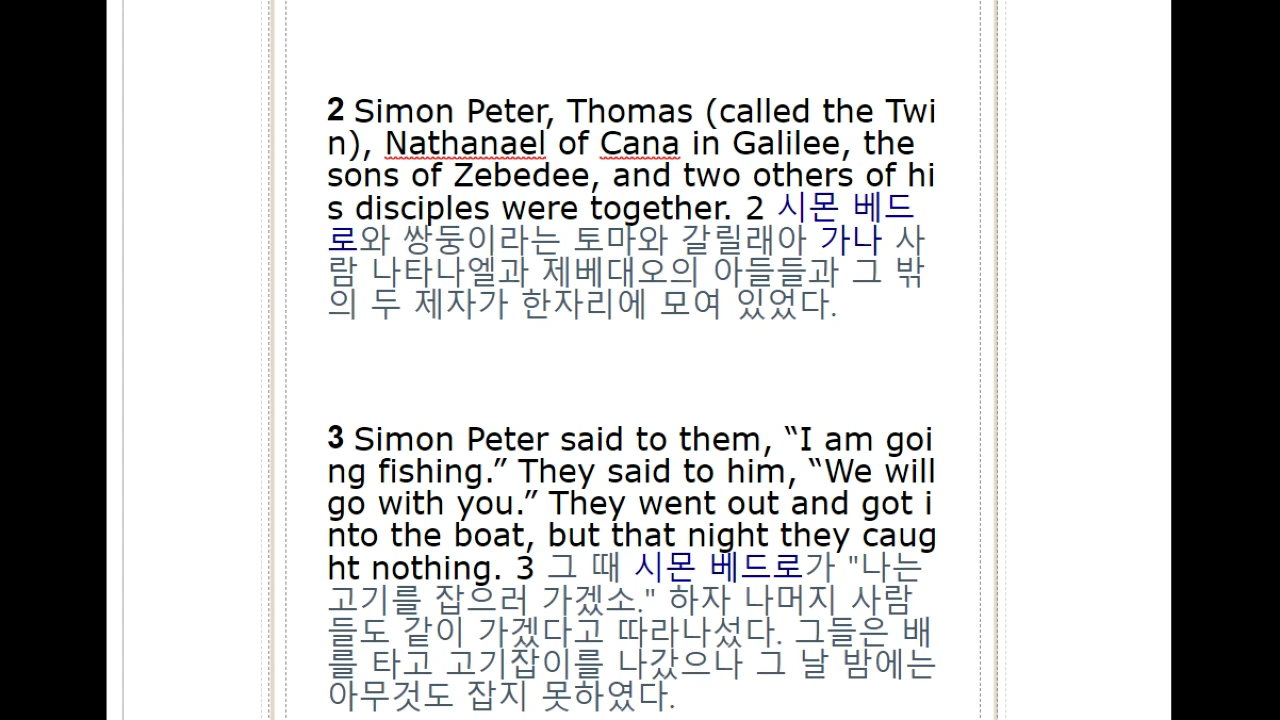 2 Simon Peter, Thomas (called the Twi
n), Nathanael of Cana in Galilee, the
sons of Zebedee, and two others of hi
s disciples were together. 2 시몬 베드
로와 쌍둥이라는 토마와 갈릴래아 가나 사
람 나타나엘과 제베대오의 아들들과 그 밖
의 두 제자가 한자리에 모여 있었다.
3 Simon Peter said to them, “I am goi
ng fishing.” They said to him, “We will
go with you.” They went out and got i
nto the boat, but that night they caug
ht nothing. 3 그 때 시몬 베드로가 "나는
고기를 잡으러 가겠소." 하자 나머지 사람
들도 같이 가겠다고 따라나섰다. 그들은 배
를 타고 고기잡이를 나갔으나 그 날 밤에는
아무것도 잡지 못하였다.